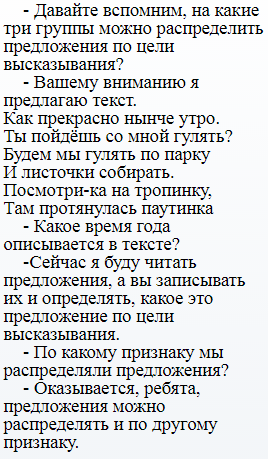 - Давайте вспомним, на какие
три группы можно распределить
предложения по цели
высказывания?
- Вашему вниманию я
предлагаю текст.
Как прекрасно нынче утро.
Ты пойдёшь со мной гулять?
Будем мы гулять по парку
И листочки собирать.
Посмотри-ка на тропинку,
Там протянулась паутинка
- Какое время года
описывается в тексте?
-Сейчас я буду читать
предложения, а вы записывать
их и определять, какое это
предложение по цели
высказывания.
- По какому признаку мы
распределяли предложения?
- Оказывается, ребята,
предложения можно
распределять и по другому
признаку.